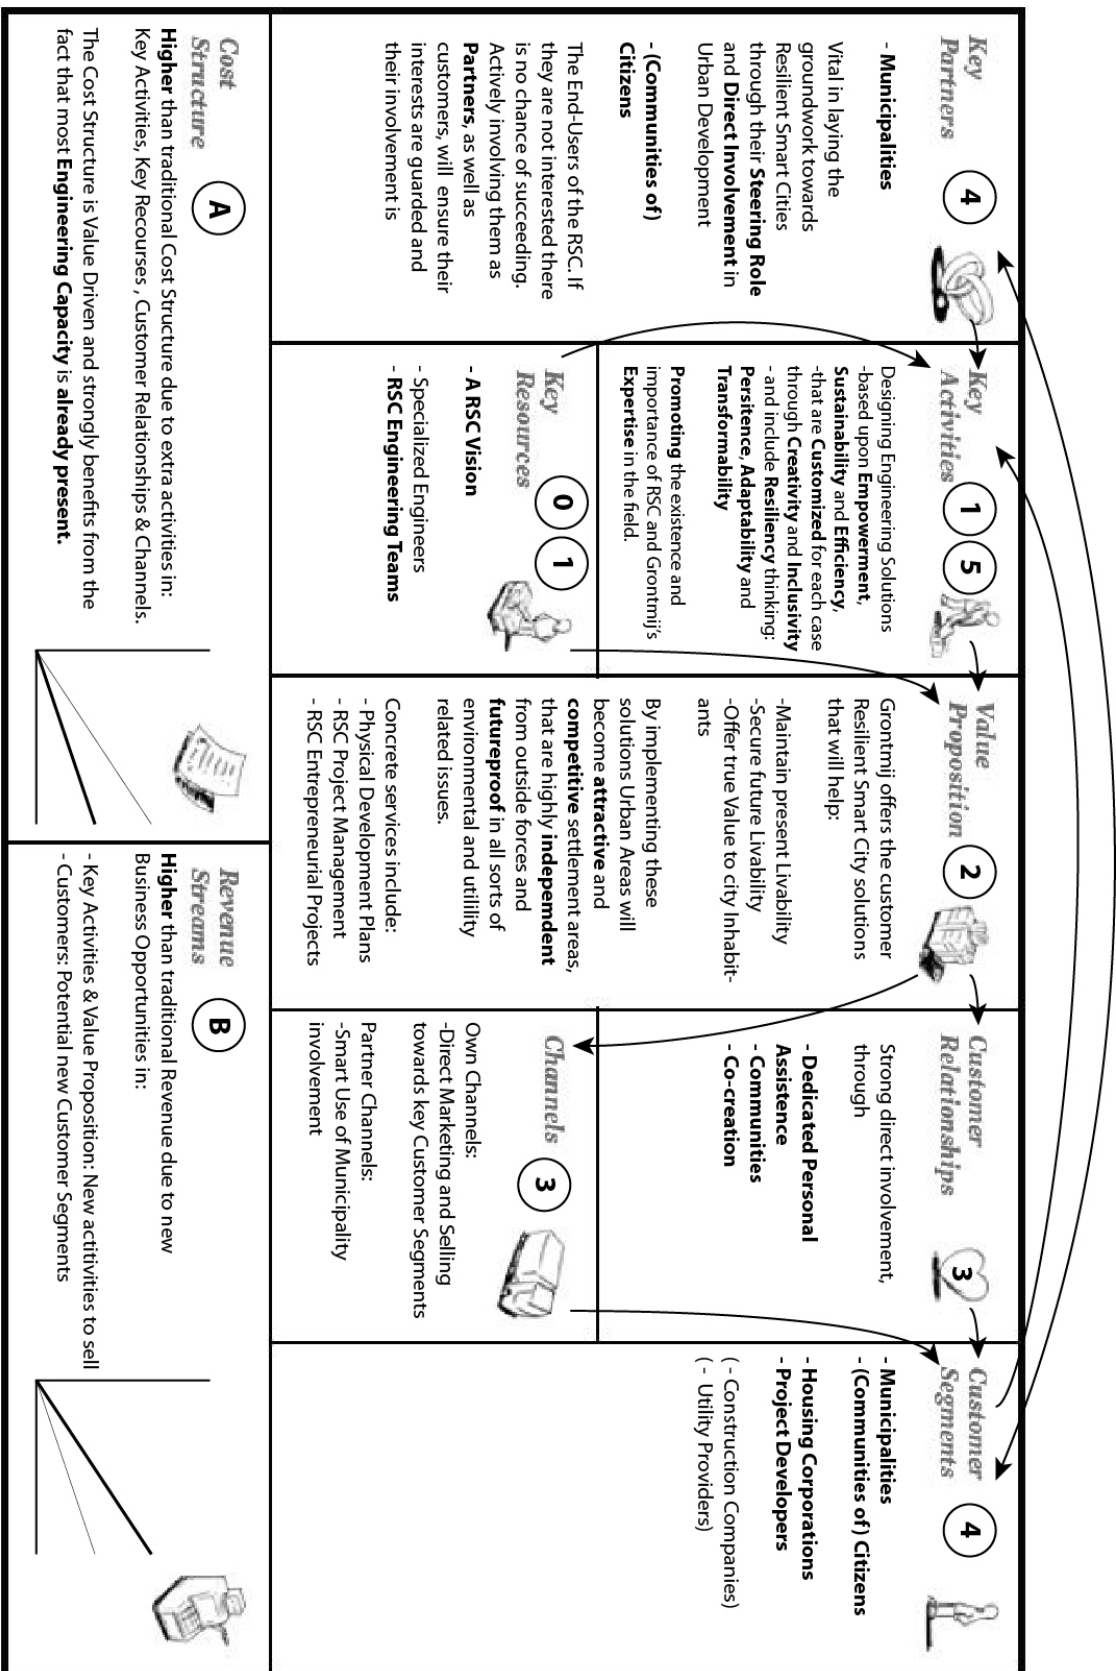 Key
Partners
4
- Municipalities
Vital in laying the
groundwork towards
Resilient Smart Cities
through their Steering Role
and Direct Involvement in
Urban Development
- (Communities of)
Citizens
The End-Users of the RSC. If
they are not interested there
is no chance of succeeding.
Actively involving them as
Partners, as well as
customers, will ensure their
interests are guarded and
their involvement is
Key
Activities
1
5
Designing Engineering Solutions
-based upon Empowerment,
Sustainability and Efficiency,
-that are Customized for each case
through Creativity and Inclusivity
- and include Resiliency thinking:
Persitence, Adaptability and
Transformability
Promoting the existence and
importance of RSC and Grontmij's
Expertise in the field.
Key
Resources
0
1
- A RSC Vision
- Specialized Engineers
- RSC Engineering Teams
Value
Proposition
2
Grontmij offers the customer
Resilient Smart City solutions
that will help:
-Maintain present Livability
-Secure future Livability
-Offer true Value to city Inhabit-
ants
By implementing these
solutions Urban Areas will
become attractive and
competitive settlement areas,
that are highly independent
from outside forces and
futureproof in all sorts of
environmental and utillity
related issues.
Concrete services include:
- Physical Development Plans
- RSC Project Management
- RSC Entrepreneurial Projects
Customer
Relationships
3
Strong direct involvement,
through
- Dedicated Personal
Assistence
- Communities
- Co-creation
Channels
3
Own Channels:
-Direct Marketing and Selling
towards key Customer Segments
Partner Channels:
-Smart Use of Municipality
involvement
Customer
Segments
4
- Municipalities
- (Communities of) Citizens
- Housing Corporations
- Project Developers
( - Construction Companies)
( -  Utility Providers)
Cost
Structure
A
Higher than traditional Cost Structure due to extra activities in:
Key Activities, Key Recourses , Customer Relationships & Channels.
The Cost Structure is Value Driven and strongly benefits from the
fact that most Engineering Capacity is already present.
Revenue
Streams
B
Higher than traditional Revenue due to new
Business Opportunities in:
- Key Activities & Value Proposition: New actitivities to sell
- Customers: Potential new Customer Segments